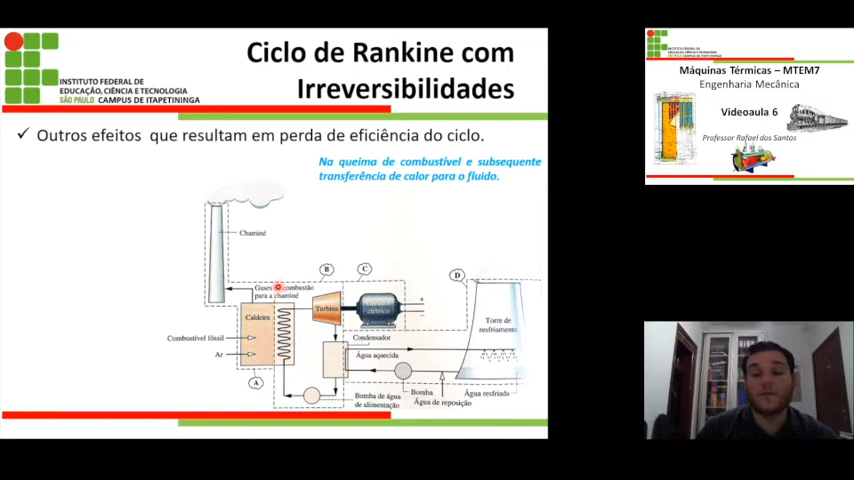 INSTITUTO FEDERAL DE
EDUCAÇÃO, CIÊNCIA E TECNOLOGIA
SÃO PAULO CAMPUS DE ITAPETININGA
Ciclo de Rankine com
Irreversibilidades
✓ Outros efeitos que resultam em perda de eficiência do ciclo.
Na queima de combustível e subsequente
transferência de calor para o fluido.
Chaminé
B
C
D
Gases combustão
para a chaminé
Caldeira
Turbina
elétrico
Torre de
resfriamento
Combustível fóssil
Ar
Condensador
Água aquecida
A
Bomba de água
de alimentação
Bomba
Água de reposição
Água resfriada
Máquinas Térmicas – MTEM7
Engenharia Mecânica
Videoaula 6
Professor Rafael dos Santos